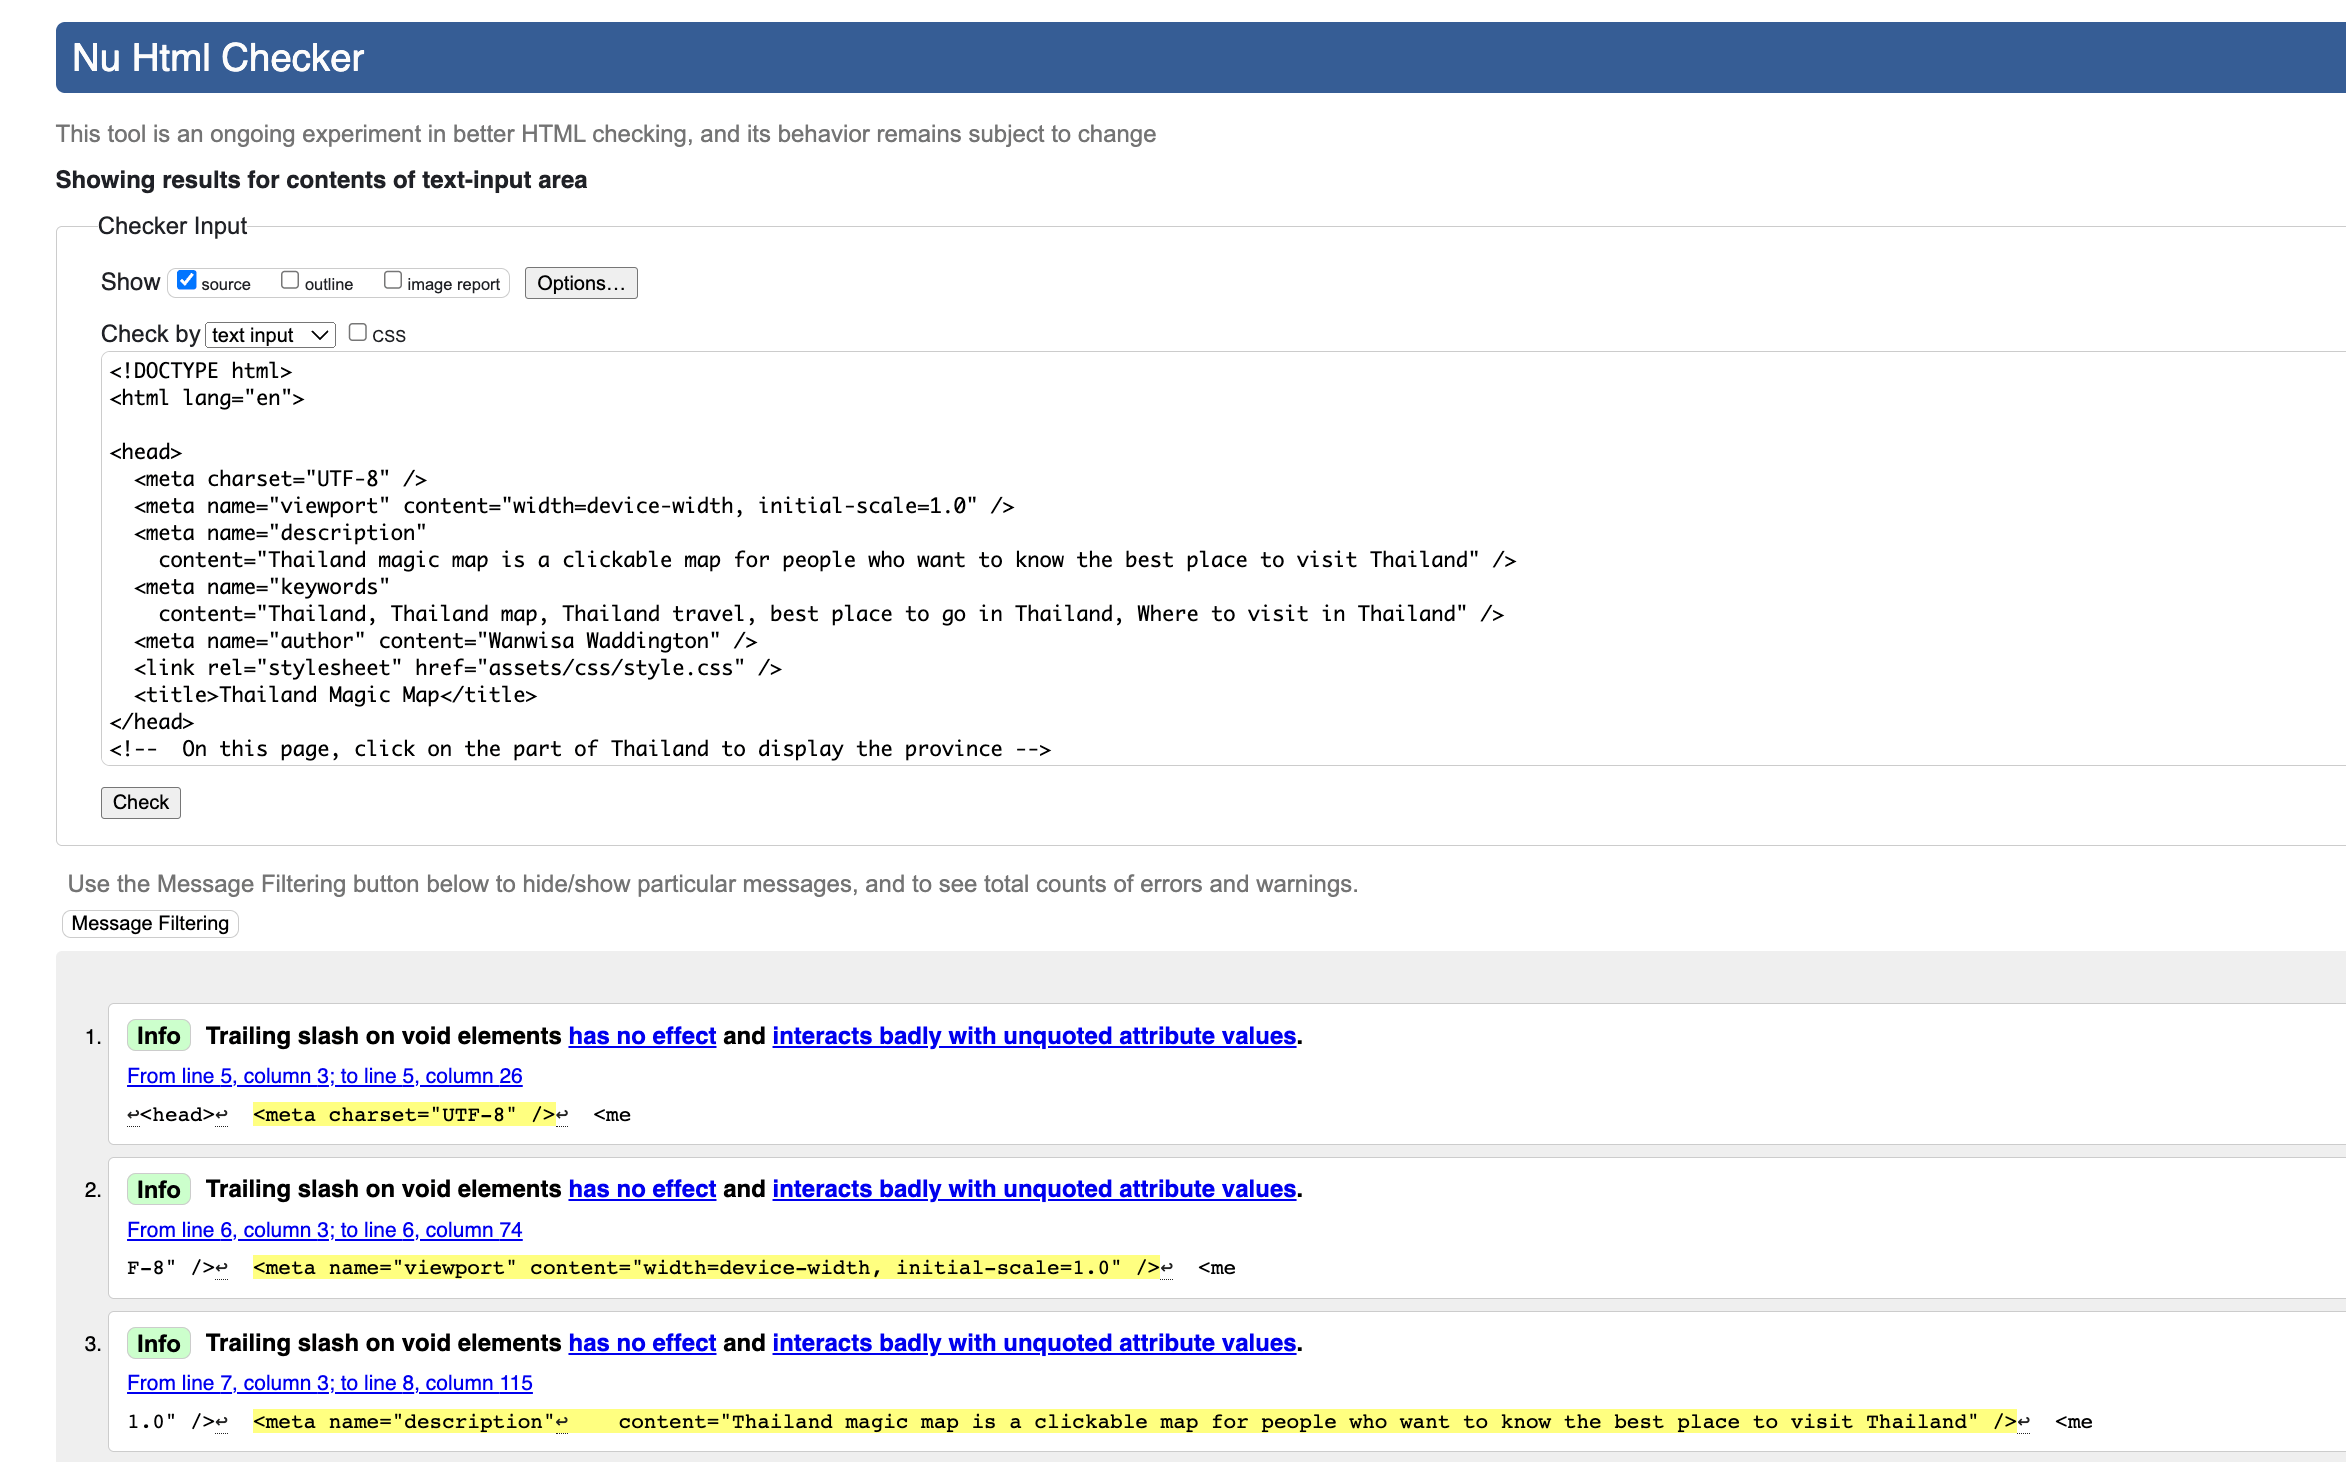 Nu Html Checker
This tool is an ongoing experiment in better HTML checking, and its behavior remains subject to change
Showing results for contents of text-input area
Checker Input
Show source outline image report Options...
Check by text input CSS
<!DOCTYPE html>
<html lang="en">
<head>
<meta charset="UTF-8" />
<meta name="viewport" content="width=device-width, initial-scale=1.0" />
<meta name="description"
content="Thailand magic map is a clickable map for people who want to know the best place to visit Thailand" />
<meta name="keywords"
content="Thailand, Thailand map, Thailand travel, best place to go in Thailand, Where to visit in Thailand" />
<meta name="author" content="Wanwisa Waddington" />
<link rel="stylesheet" href="assets/css/style.css" />
<title>Thailand Magic Map</title>
</head>
<!--  On this page, click on the part of Thailand to display the province -->
Check
Use the Message Filtering button below to hide/show particular messages, and to see total counts of errors and warnings.
Message Filtering
1. Info Trailing slash on void elements has no effect and interacts badly with unquoted attribute values.
From line 5, column 3; to line 5, column 26
↩<head>↩  <meta charset="UTF-8" />↩  <me
2. Info Trailing slash on void elements has no effect and interacts badly with unquoted attribute values.
From line 6, column 3; to line 6, column 74
F-8" />↩  <meta name="viewport" content="width=device-width, initial-scale=1.0" />↩  <me
3. Info Trailing slash on void elements has no effect and interacts badly with unquoted attribute values.
From line 7, column 3; to line 8, column 115
1.0" />↩  <meta name="description"↩    content="Thailand magic map is a clickable map for people who want to know the best place to visit Thailand" />↩  <me